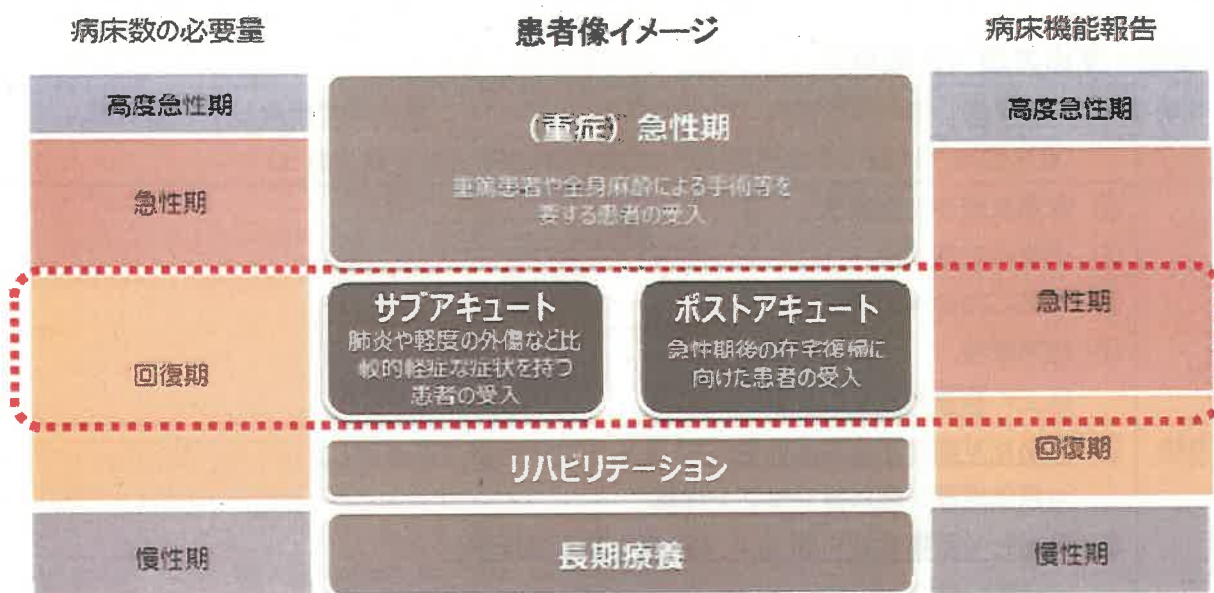 病床数の必要量
患者像イメージ
病床機能報告
高度急性期
急性期
回復期
慢性期
(重症) 急性期
重篤患者や全身麻酔による手術等を
要する患者の受入
サブアキュート
肺炎や軽度の外傷など比
較的軽症な症状を持つ
患者の受入
ポストアキュート
急性期後の在宅復帰に
向けた患者の受入
リハビリテーション
長期療養
高度急性期
急性期
回復期
慢性期